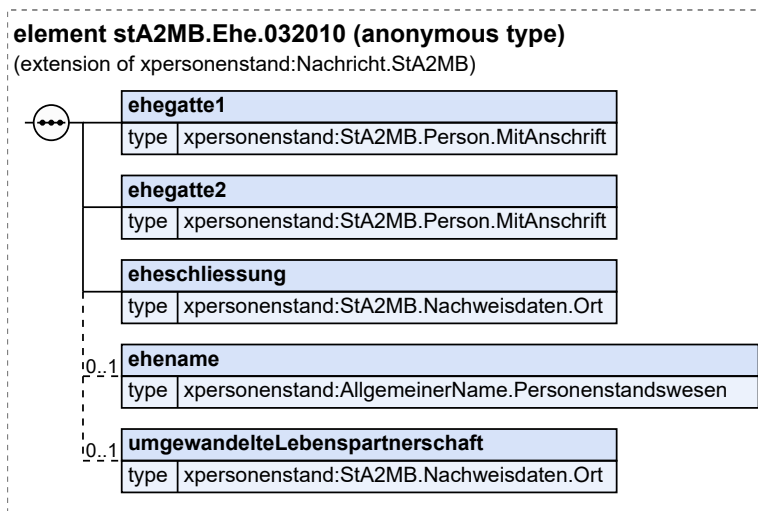 element stA2MB.Ehe.032010 (anonymous type)
(extension of xpersonenstand:Nachricht.StA2MB)
ehegatte1
type xpersonenstand:StA2MB.Person.MitAnschrift
ehegatte2
type xpersonenstand:StA2MB.Person.MitAnschrift
eheschliessung
type xpersonenstand:StA2MB.Nachweisdaten.Ort
0..1 ehename
type xpersonenstand:AllgemeinerName.Personenstandswesen
0..1 umgewandelteLebenspartnerschaft
type xpersonenstand:StA2MB.Nachweisdaten.Ort